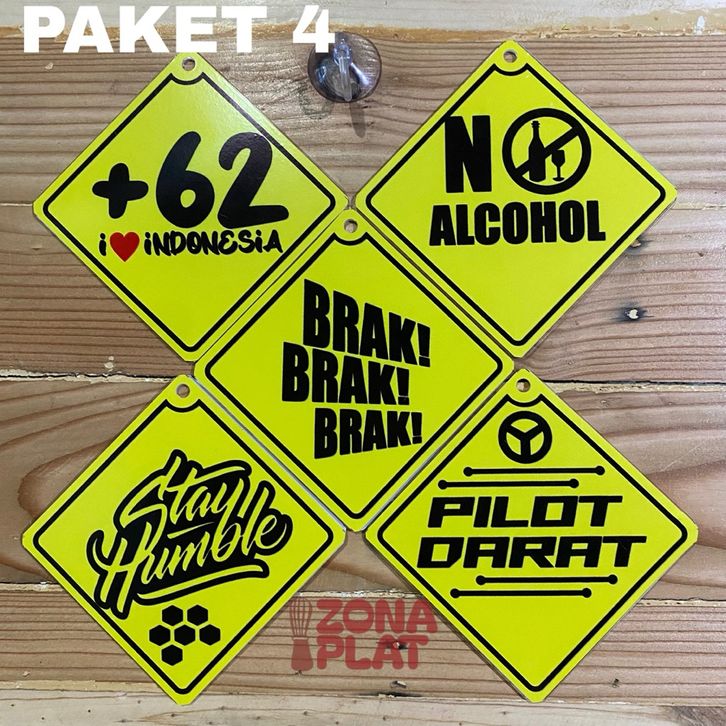 PAKET 4
+62
i ❤ iNDONESiA
NO
ALCOHOL
BRAK!
BRAK!
BRAK!
Stay
Humble
PILOT
DARAT
ZONA
PLAT